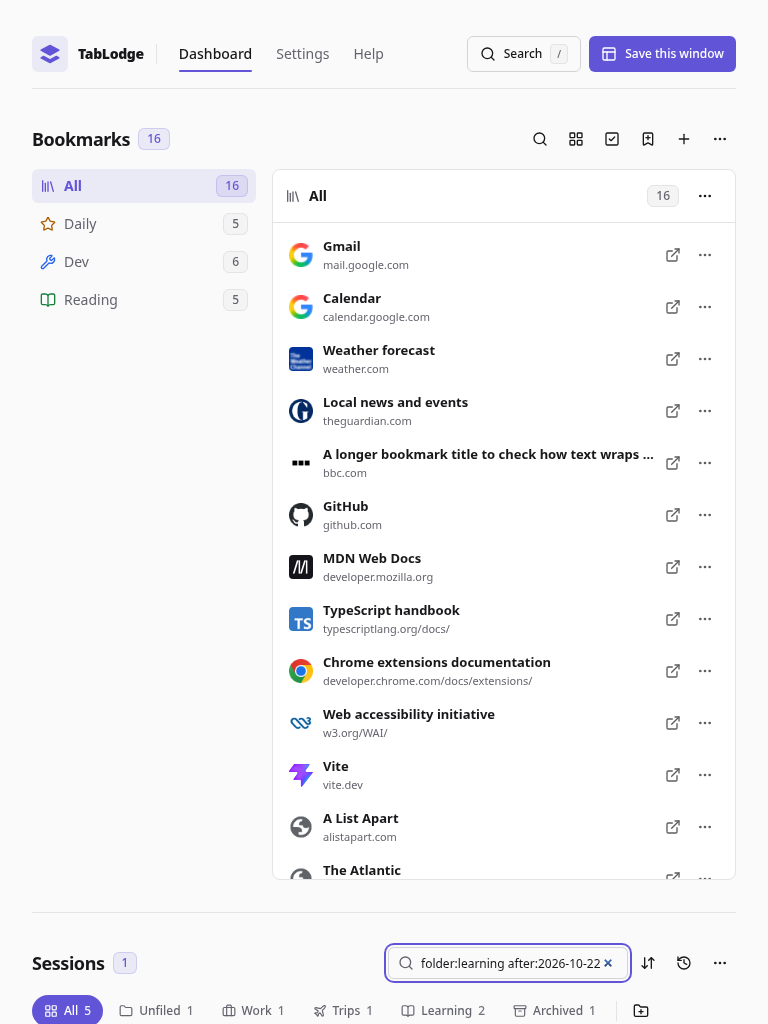 TabLodge
Dashboard Settings Help
Search /
Save this window
Bookmarks 16
All 16
Daily 5
Dev 6
Reading 5
All 16
Gmail
mail.google.com
Calendar
calendar.google.com
The Weather Channel
Weather forecast
weather.com
Local news and events
theguardian.com
A longer bookmark title to check how text wraps ...
bbc.com
GitHub
github.com
MDN Web Docs
developer.mozilla.org
TS
TypeScript handbook
typescriptlang.org/docs/
Chrome extensions documentation
developer.chrome.com/docs/extensions/
Web accessibility initiative
w3.org/WAI/
Vite
vite.dev
A List Apart
alistapart.com
The Atlantic
Sessions 1
folder:learning after:2026-10-22
All 5 Unfiled 1 Work 1 Trips 1 Learning 2 Archived 1